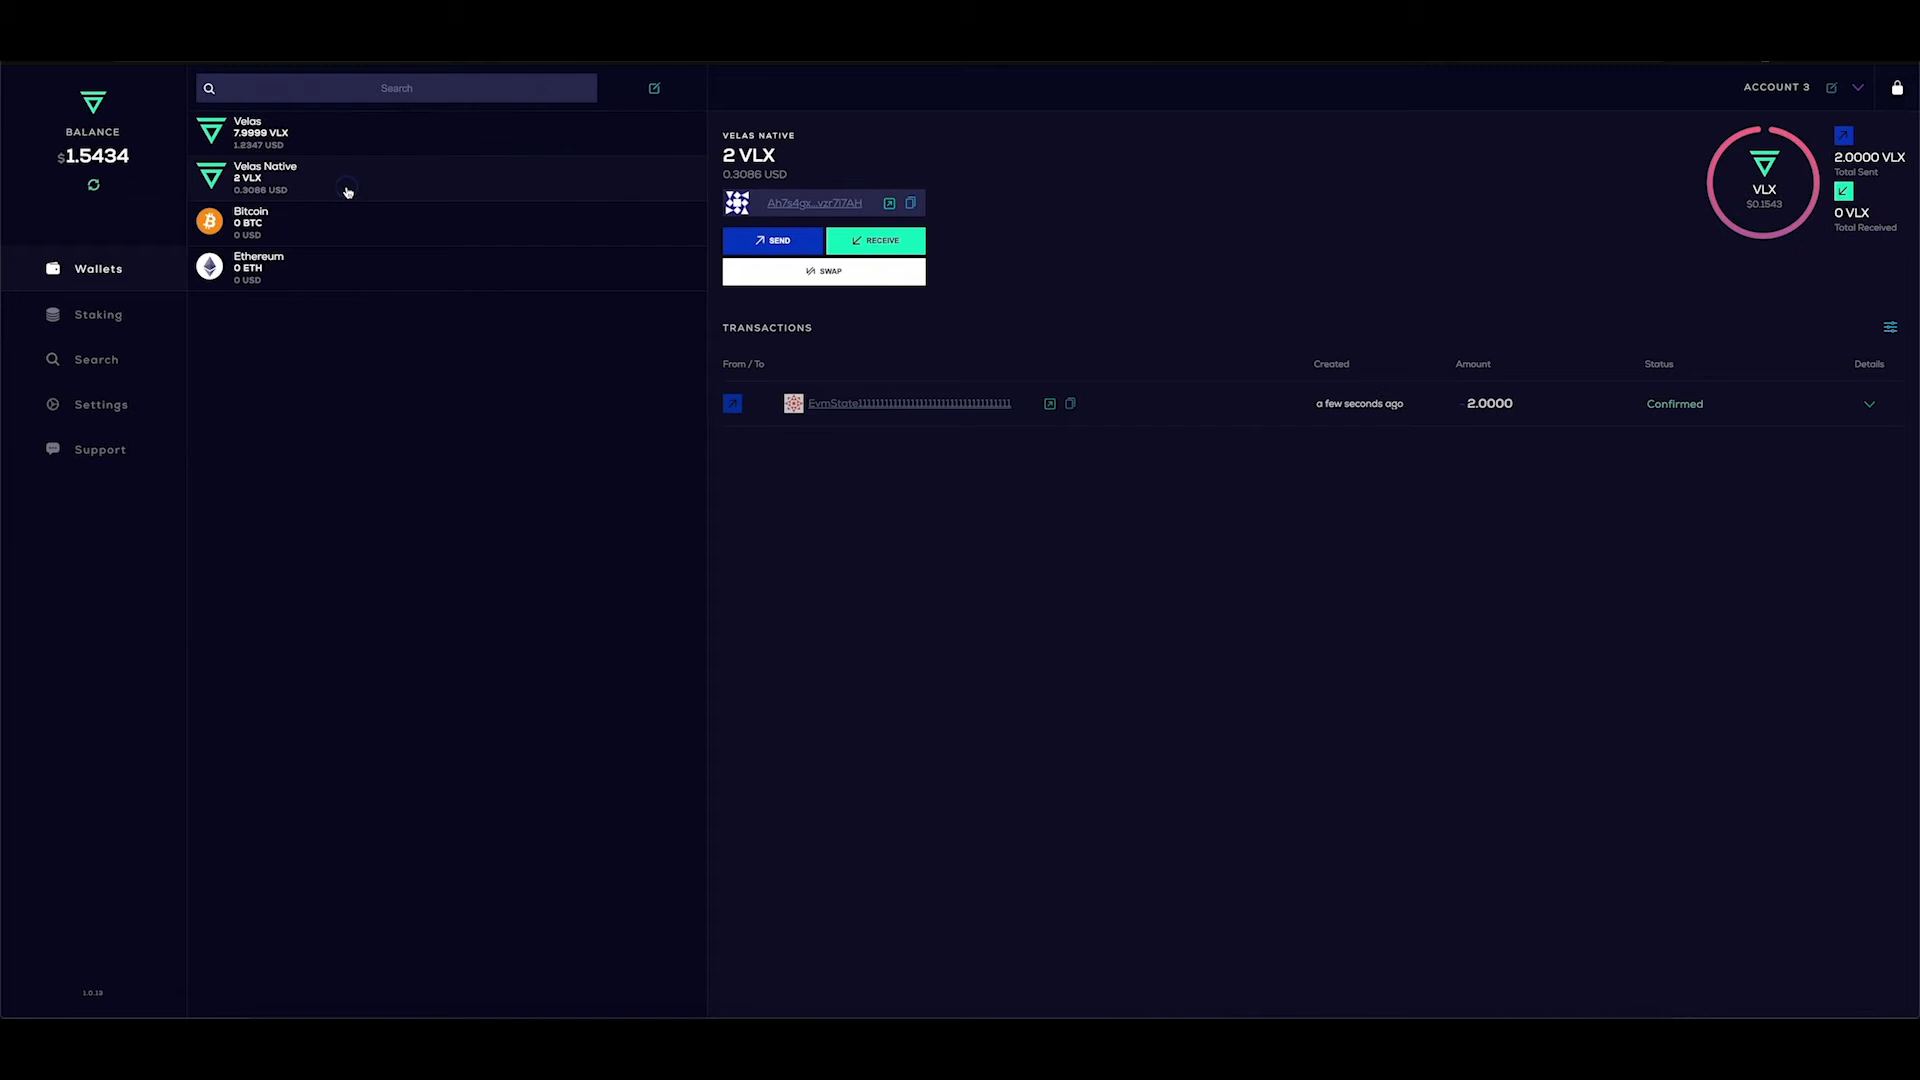 BALANCE
$1.5434
Wallets
Staking
Search
Settings
Support
1.0.13
Search
Velas
7.9999 VLX
1.2347 USD
Velas Native
2 VLX
0.3086 USD
Bitcoin
0 BTC
0 USD
Ethereum
0 ETH
0 USD
ACCOUNT 3
VELAS NATIVE
2 VLX
0.3086 USD
Ah7s4gx...vzr7i7AH
SEND
RECEIVE
SWAP
VLX
$0.1543
2.0000 VLX
Total Sent
0 VLX
Total Received
TRANSACTIONS
From / To Created Amount Status Details
a few seconds ago -2.0000 Confirmed